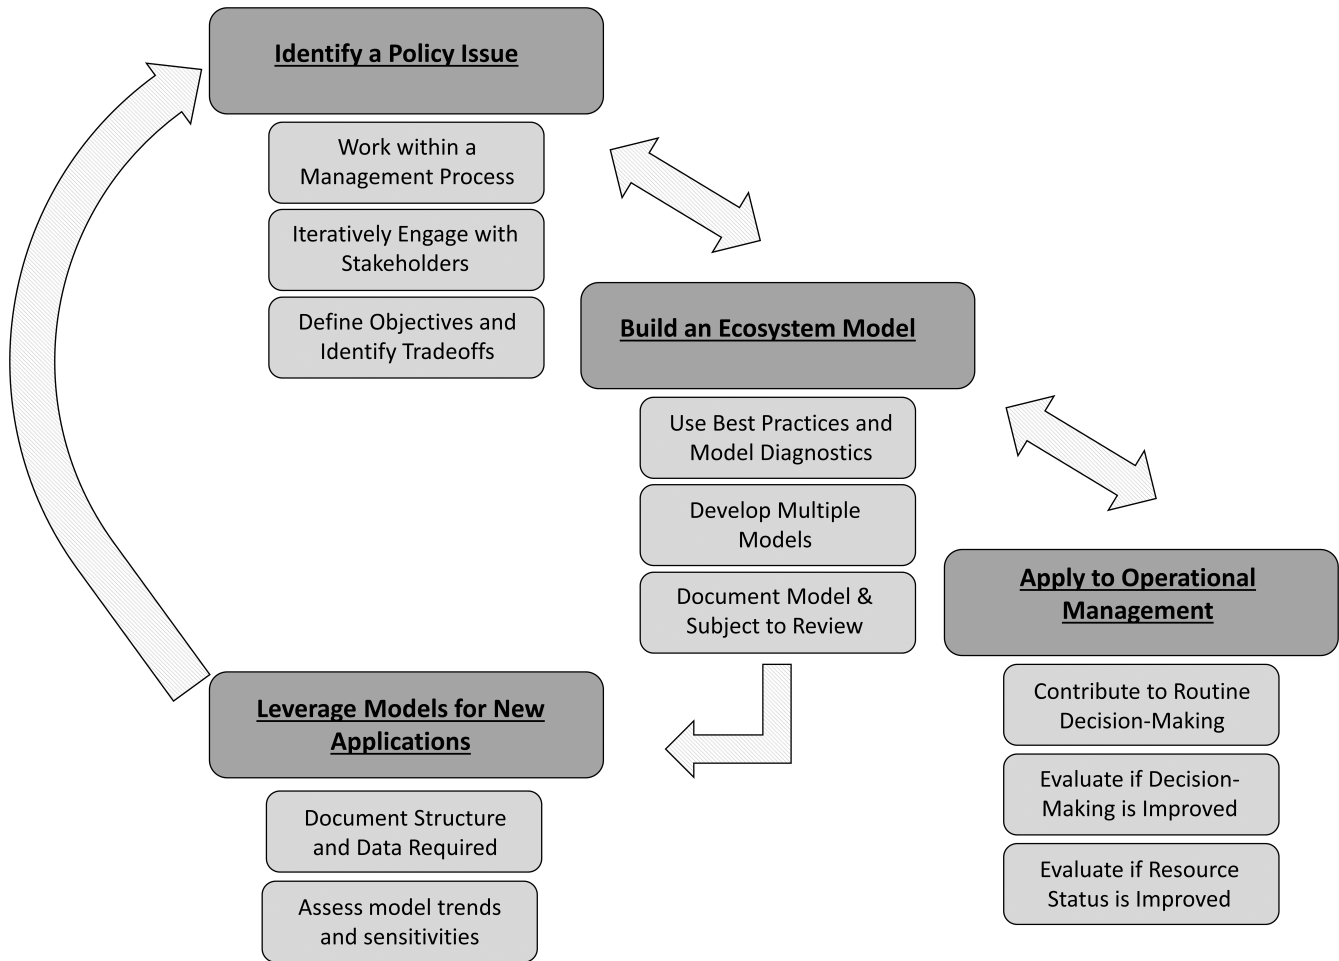 Identify a Policy Issue
Work within a
Management Process
Iteratively Engage with
Stakeholders
Define Objectives and
Identify Tradeoffs
Build an Ecosystem Model
Use Best Practices and
Model Diagnostics
Develop Multiple
Models
Document Model &
Subject to Review
Apply to Operational
Management
Contribute to Routine
Decision-Making
Evaluate if Decision-
Making is Improved
Evaluate if Resource
Status is Improved
Leverage Models for New
Applications
Document Structure
and Data Required
Assess model trends
and sensitivities